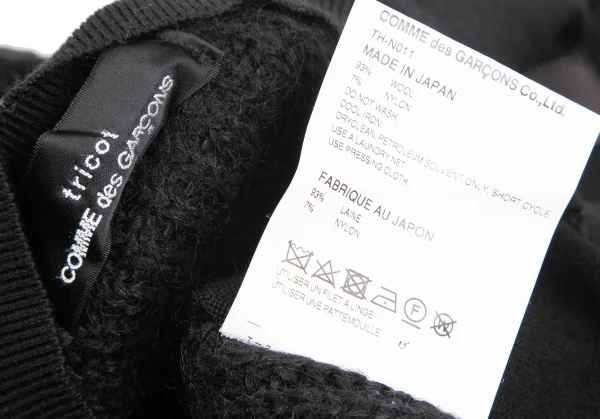 tricot
COMME des GARÇONS
COMME des GARÇONS Co.,Ltd.
TH-N011
MADE IN JAPAN
93% WOOL
7% NYLON
DO NOT WASH.
COOL IRON.
DRYCLEAN. PETROLEUM SOLVENT ONLY. SHORT CYCLE.
USE A LAUNDRY NET
USE PRESSING CLOTH.
FABRIQUE AU JAPON
93% LAINE
7% NYLON
F
UTILISER UN FILET A LINGE
UTILISER UNE PATTEMOUILLE